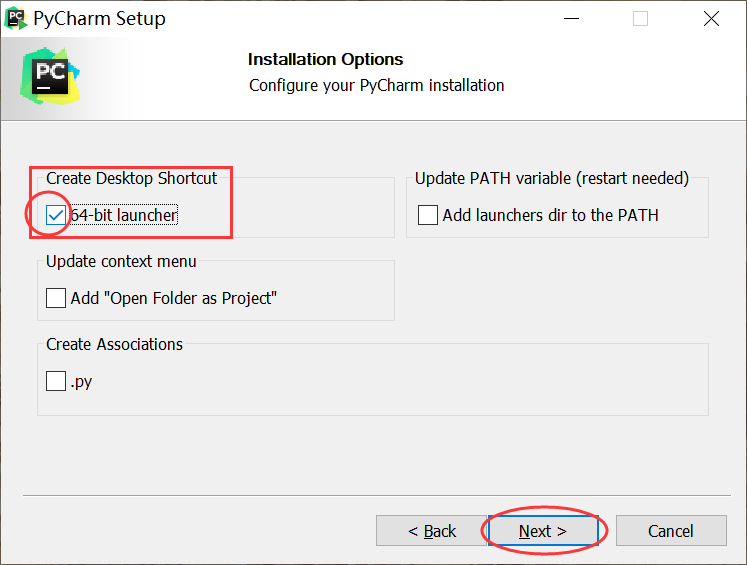 PyCharm Setup
PC
Installation Options
Configure your PyCharm installation
Create Desktop Shortcut
64-bit launcher
Update PATH variable (restart needed)
Add launchers dir to the PATH
Update context menu
Add "Open Folder as Project"
Create Associations
.py
< Back
Next >
Cancel